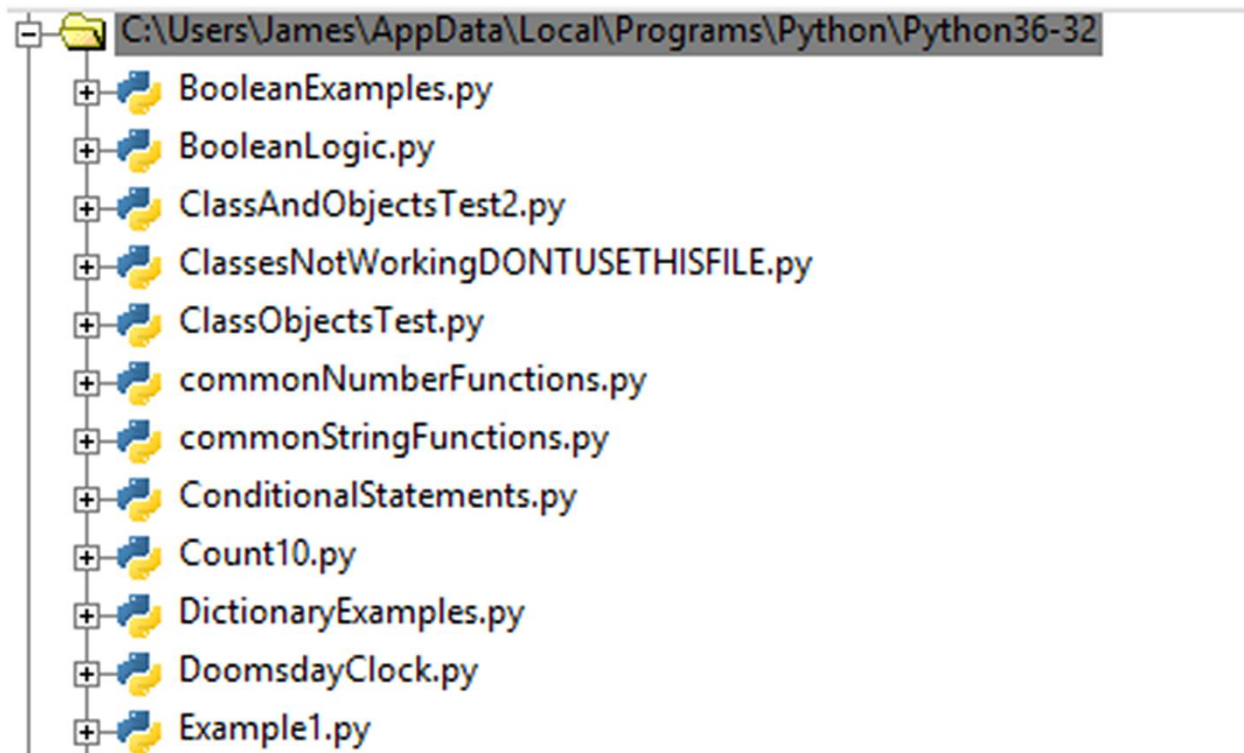 C:\Users\James\AppData\Local\Programs\Python\Python36-32
BooleanExamples.py
BooleanLogic.py
ClassAndObjectsTest2.py
ClassesNotWorkingDONTUSETHISFILE.py
ClassObjectsTest.py
commonNumberFunctions.py
commonStringFunctions.py
ConditionalStatements.py
Count10.py
DictionaryExamples.py
DoomsdayClock.py
Example1.py